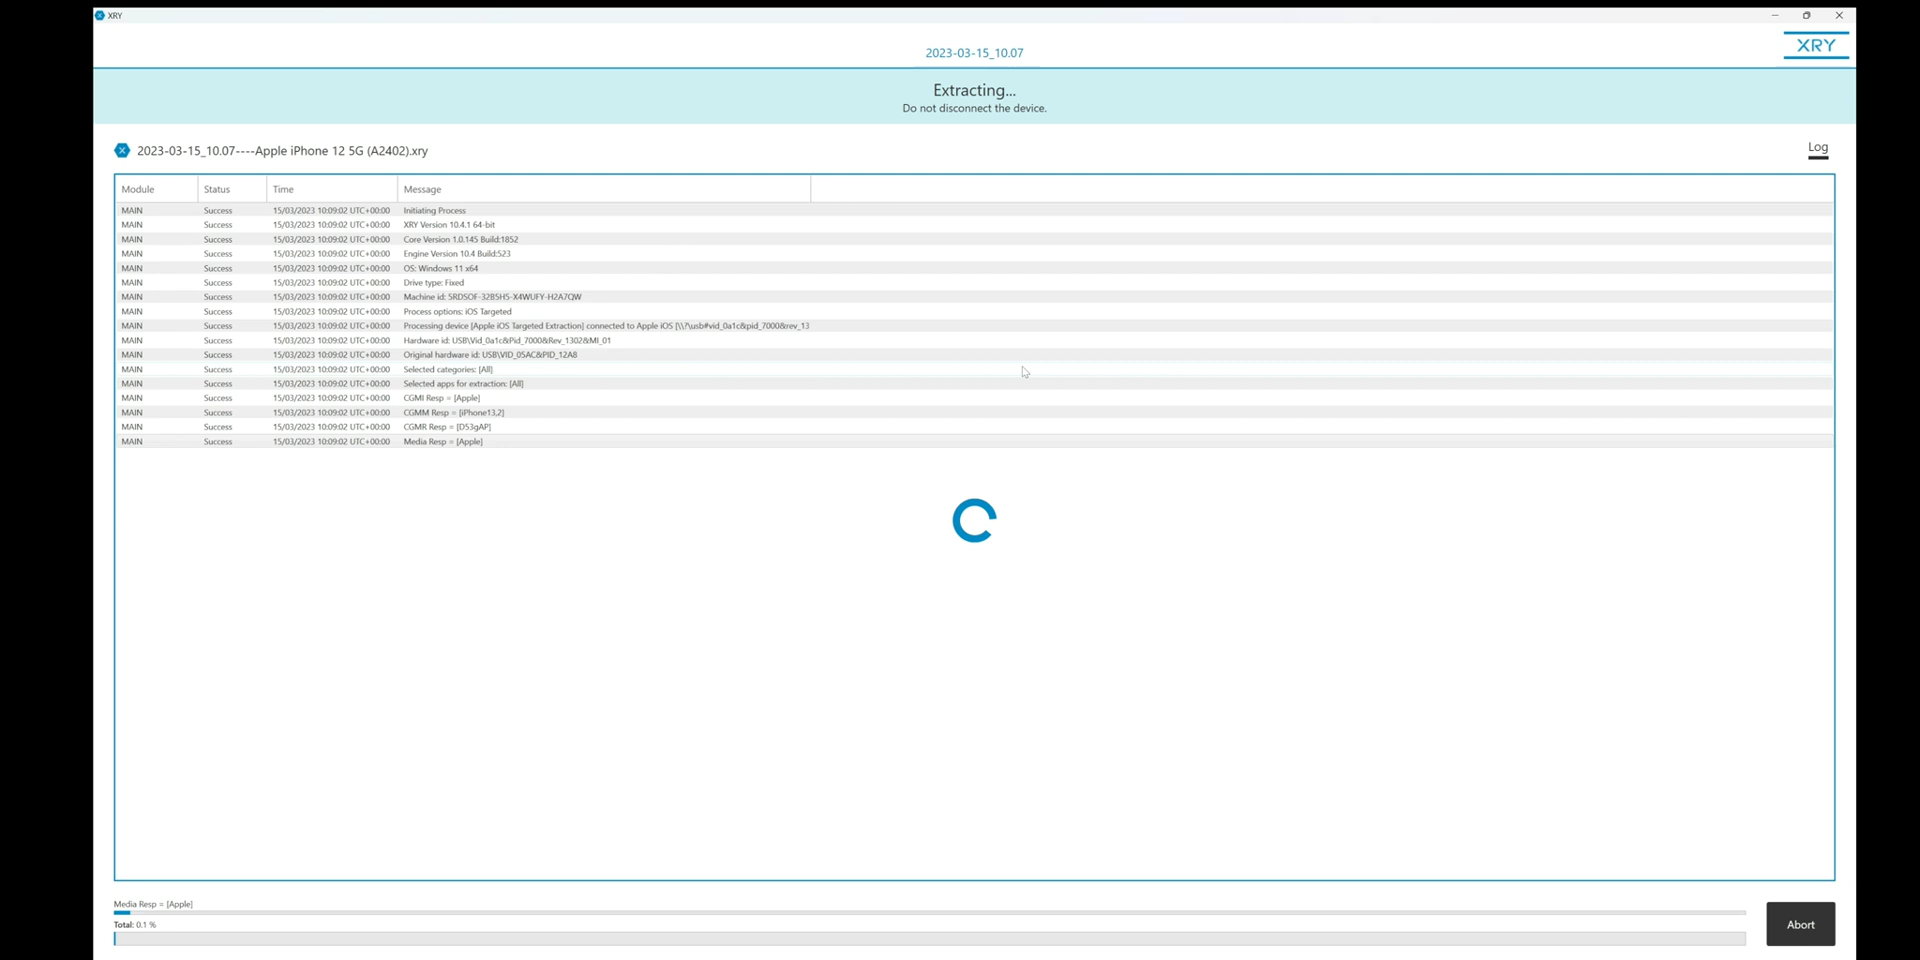 XRY
2023-03-15_10.07
XRY
Extracting...
Do not disconnect the device.
2023-03-15_10.07----Apple iPhone 12 5G (A2402).xry
Log
Module Status Time Message
MAIN Success 15/03/2023 10:09:02 UTC+00:00 Initiating Process
MAIN Success 15/03/2023 10:09:02 UTC+00:00 XRY Version 10.4.1 64-bit
MAIN Success 15/03/2023 10:09:02 UTC+00:00 Core Version 1.0.145 Build:1852
MAIN Success 15/03/2023 10:09:02 UTC+00:00 Engine Version 10.4 Build:523
MAIN Success 15/03/2023 10:09:02 UTC+00:00 OS: Windows 11 x64
MAIN Success 15/03/2023 10:09:02 UTC+00:00 Drive type: Fixed
MAIN Success 15/03/2023 10:09:02 UTC+00:00 Machine id: SRDSOF-32B5H5-X4WUFY-H2A7QW
MAIN Success 15/03/2023 10:09:02 UTC+00:00 Process options: iOS Targeted
MAIN Success 15/03/2023 10:09:02 UTC+00:00 Processing device [Apple iOS Targeted Extraction] connected to Apple iOS [\\?\usb#vid_0a1c&pid_7000&rev_13
MAIN Success 15/03/2023 10:09:02 UTC+00:00 Hardware id: USB\Vid_0a1c&Pid_7000&Rev_1302&MI_01
MAIN Success 15/03/2023 10:09:02 UTC+00:00 Original hardware id: USB\VID_05AC&PID_12A8
MAIN Success 15/03/2023 10:09:02 UTC+00:00 Selected categories: [All]
MAIN Success 15/03/2023 10:09:02 UTC+00:00 Selected apps for extraction: [All]
MAIN Success 15/03/2023 10:09:02 UTC+00:00 CGMI Resp = [Apple]
MAIN Success 15/03/2023 10:09:02 UTC+00:00 CGMM Resp = [iPhone13,2]
MAIN Success 15/03/2023 10:09:02 UTC+00:00 CGMR Resp = [D53gAP]
MAIN Success 15/03/2023 10:09:02 UTC+00:00 Media Resp = [Apple]
Media Resp = [Apple]
Total: 0.1 %
Abort